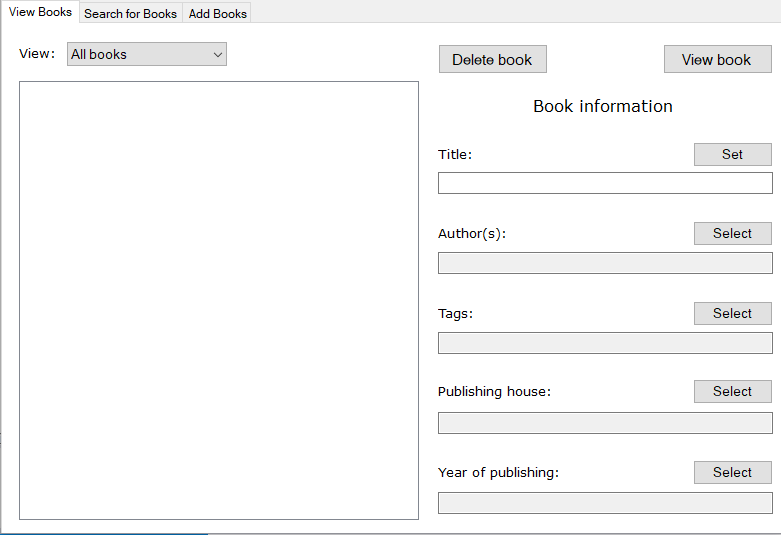 View Books Search for Books Add Books
View: All books
Delete book View book
Book information
Title: Set
Author(s): Select
Tags: Select
Publishing house: Select
Year of publishing: Select